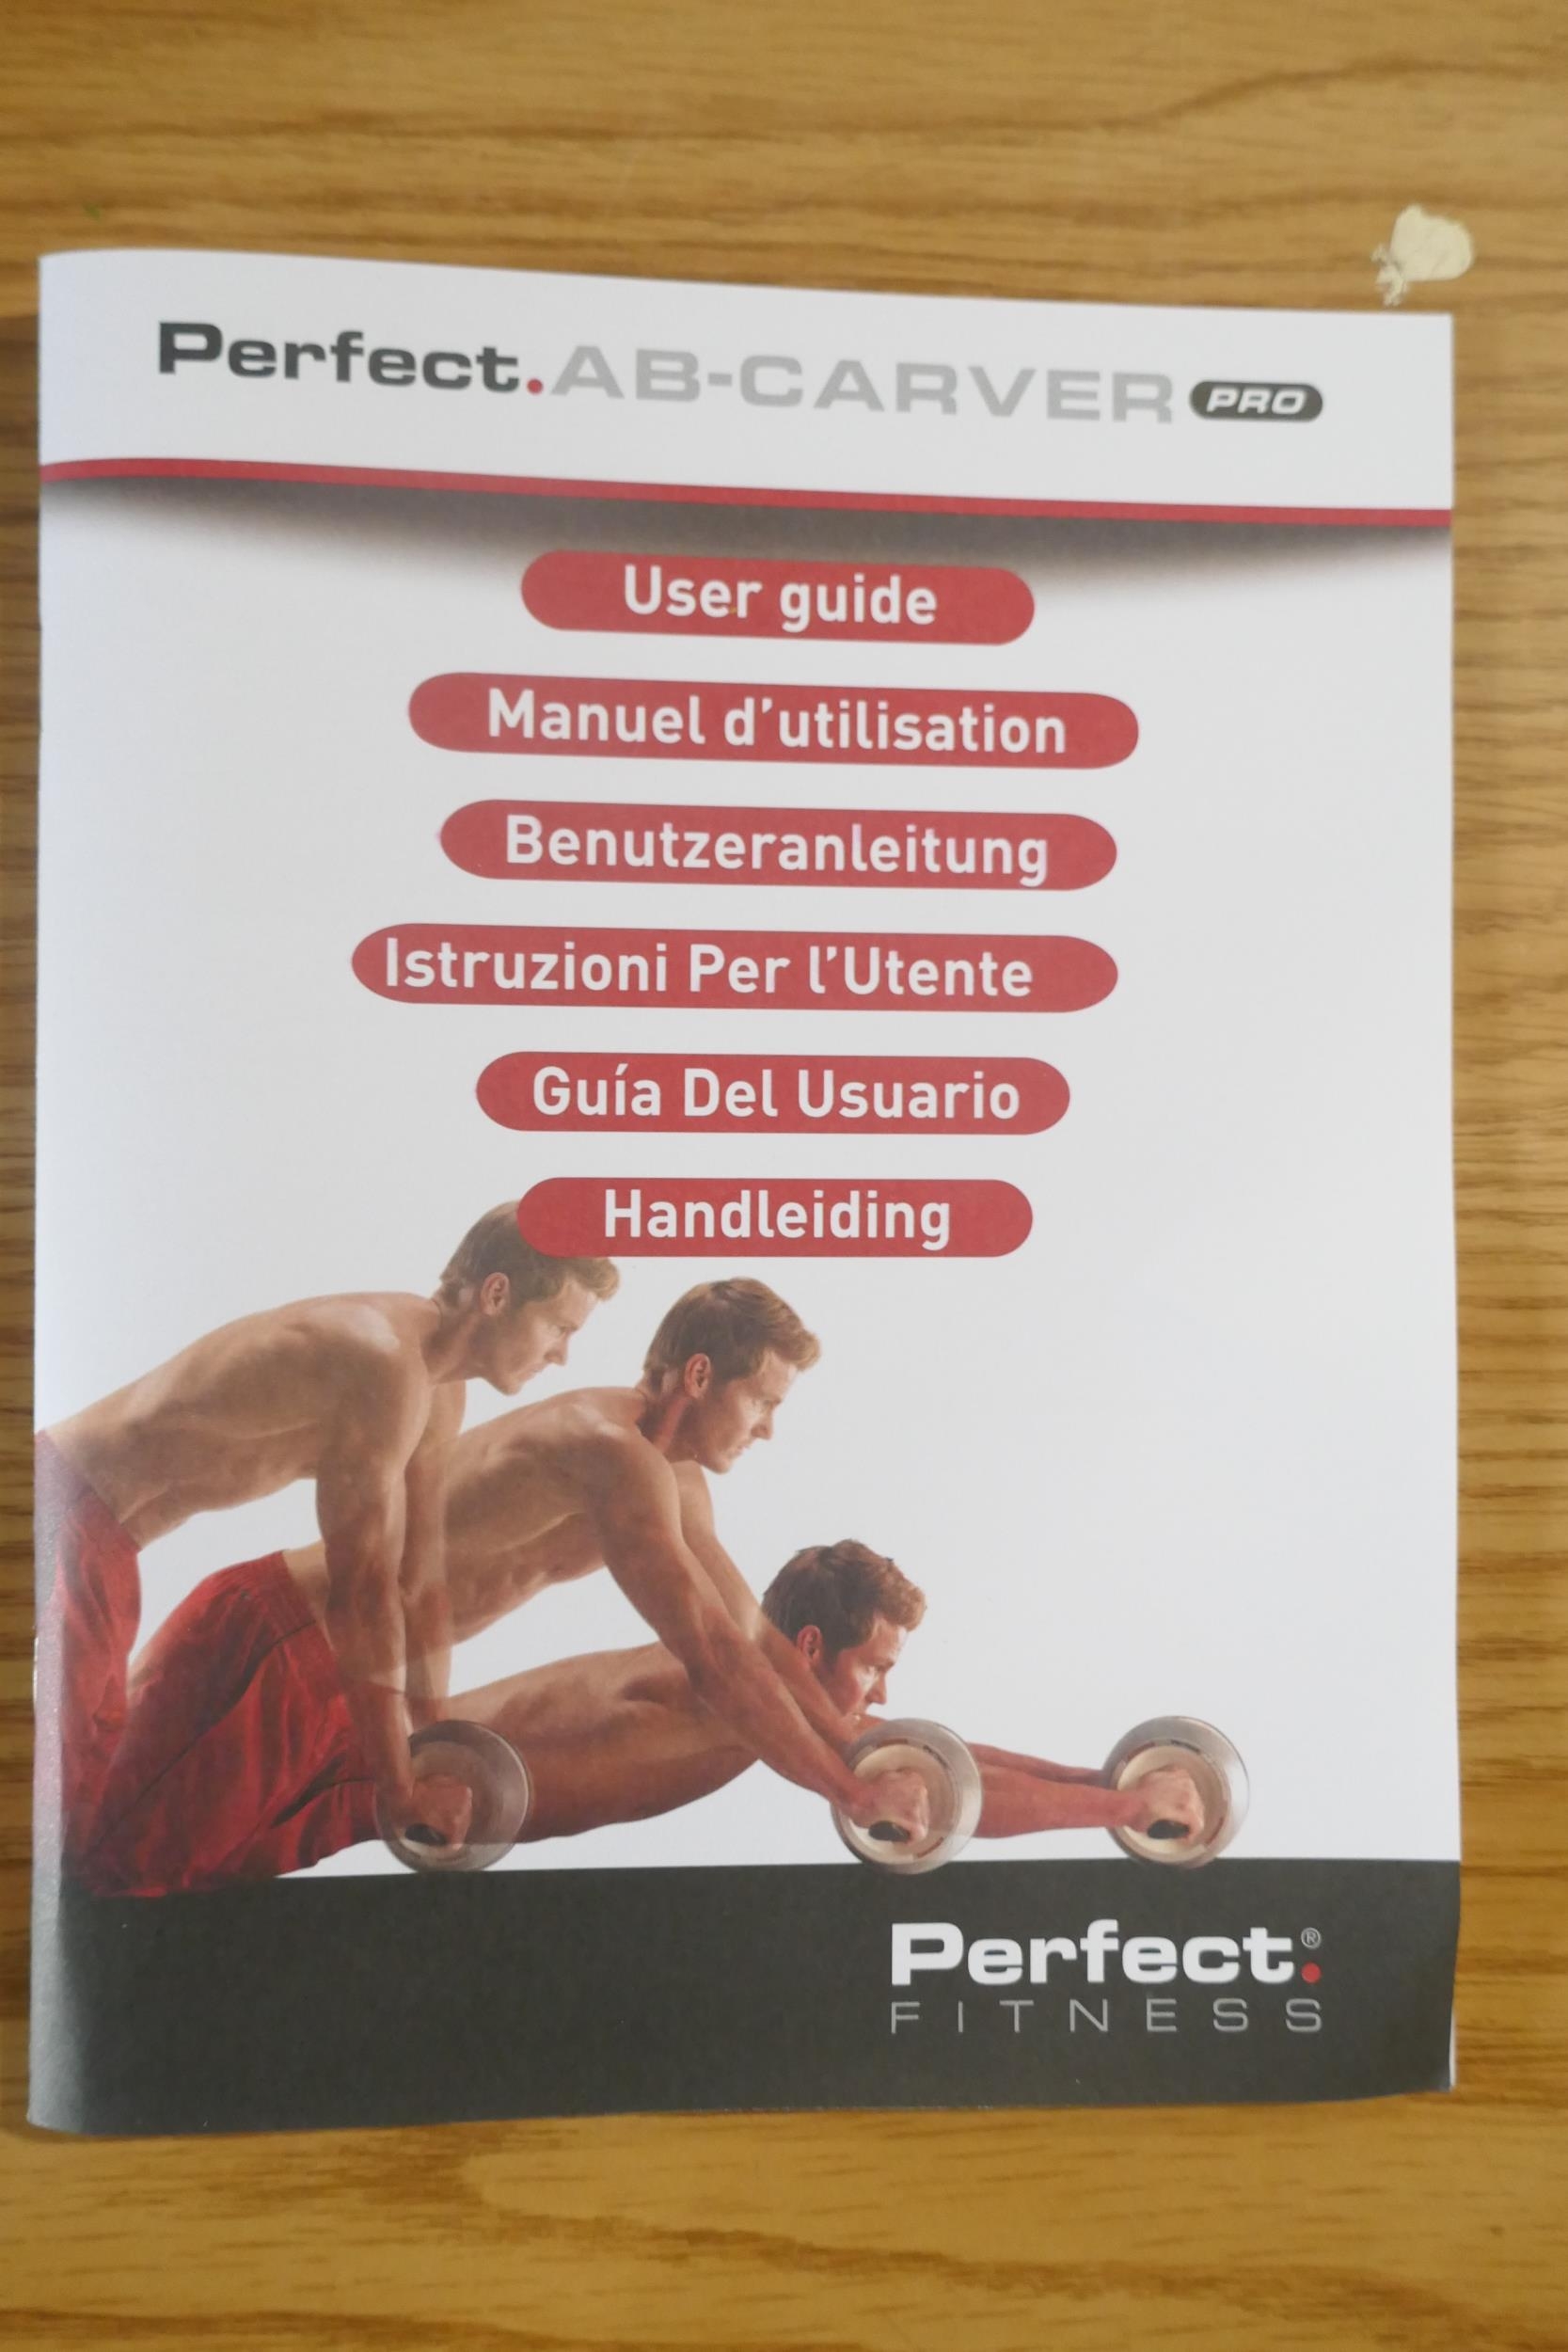 Perfect.AB-CARVER PRO
User guide
Manuel d'utilisation
Benutzeranleitung
Istruzioni Per l'Utente
Guía Del Usuario
Handleiding
Perfect.®
FITNESS